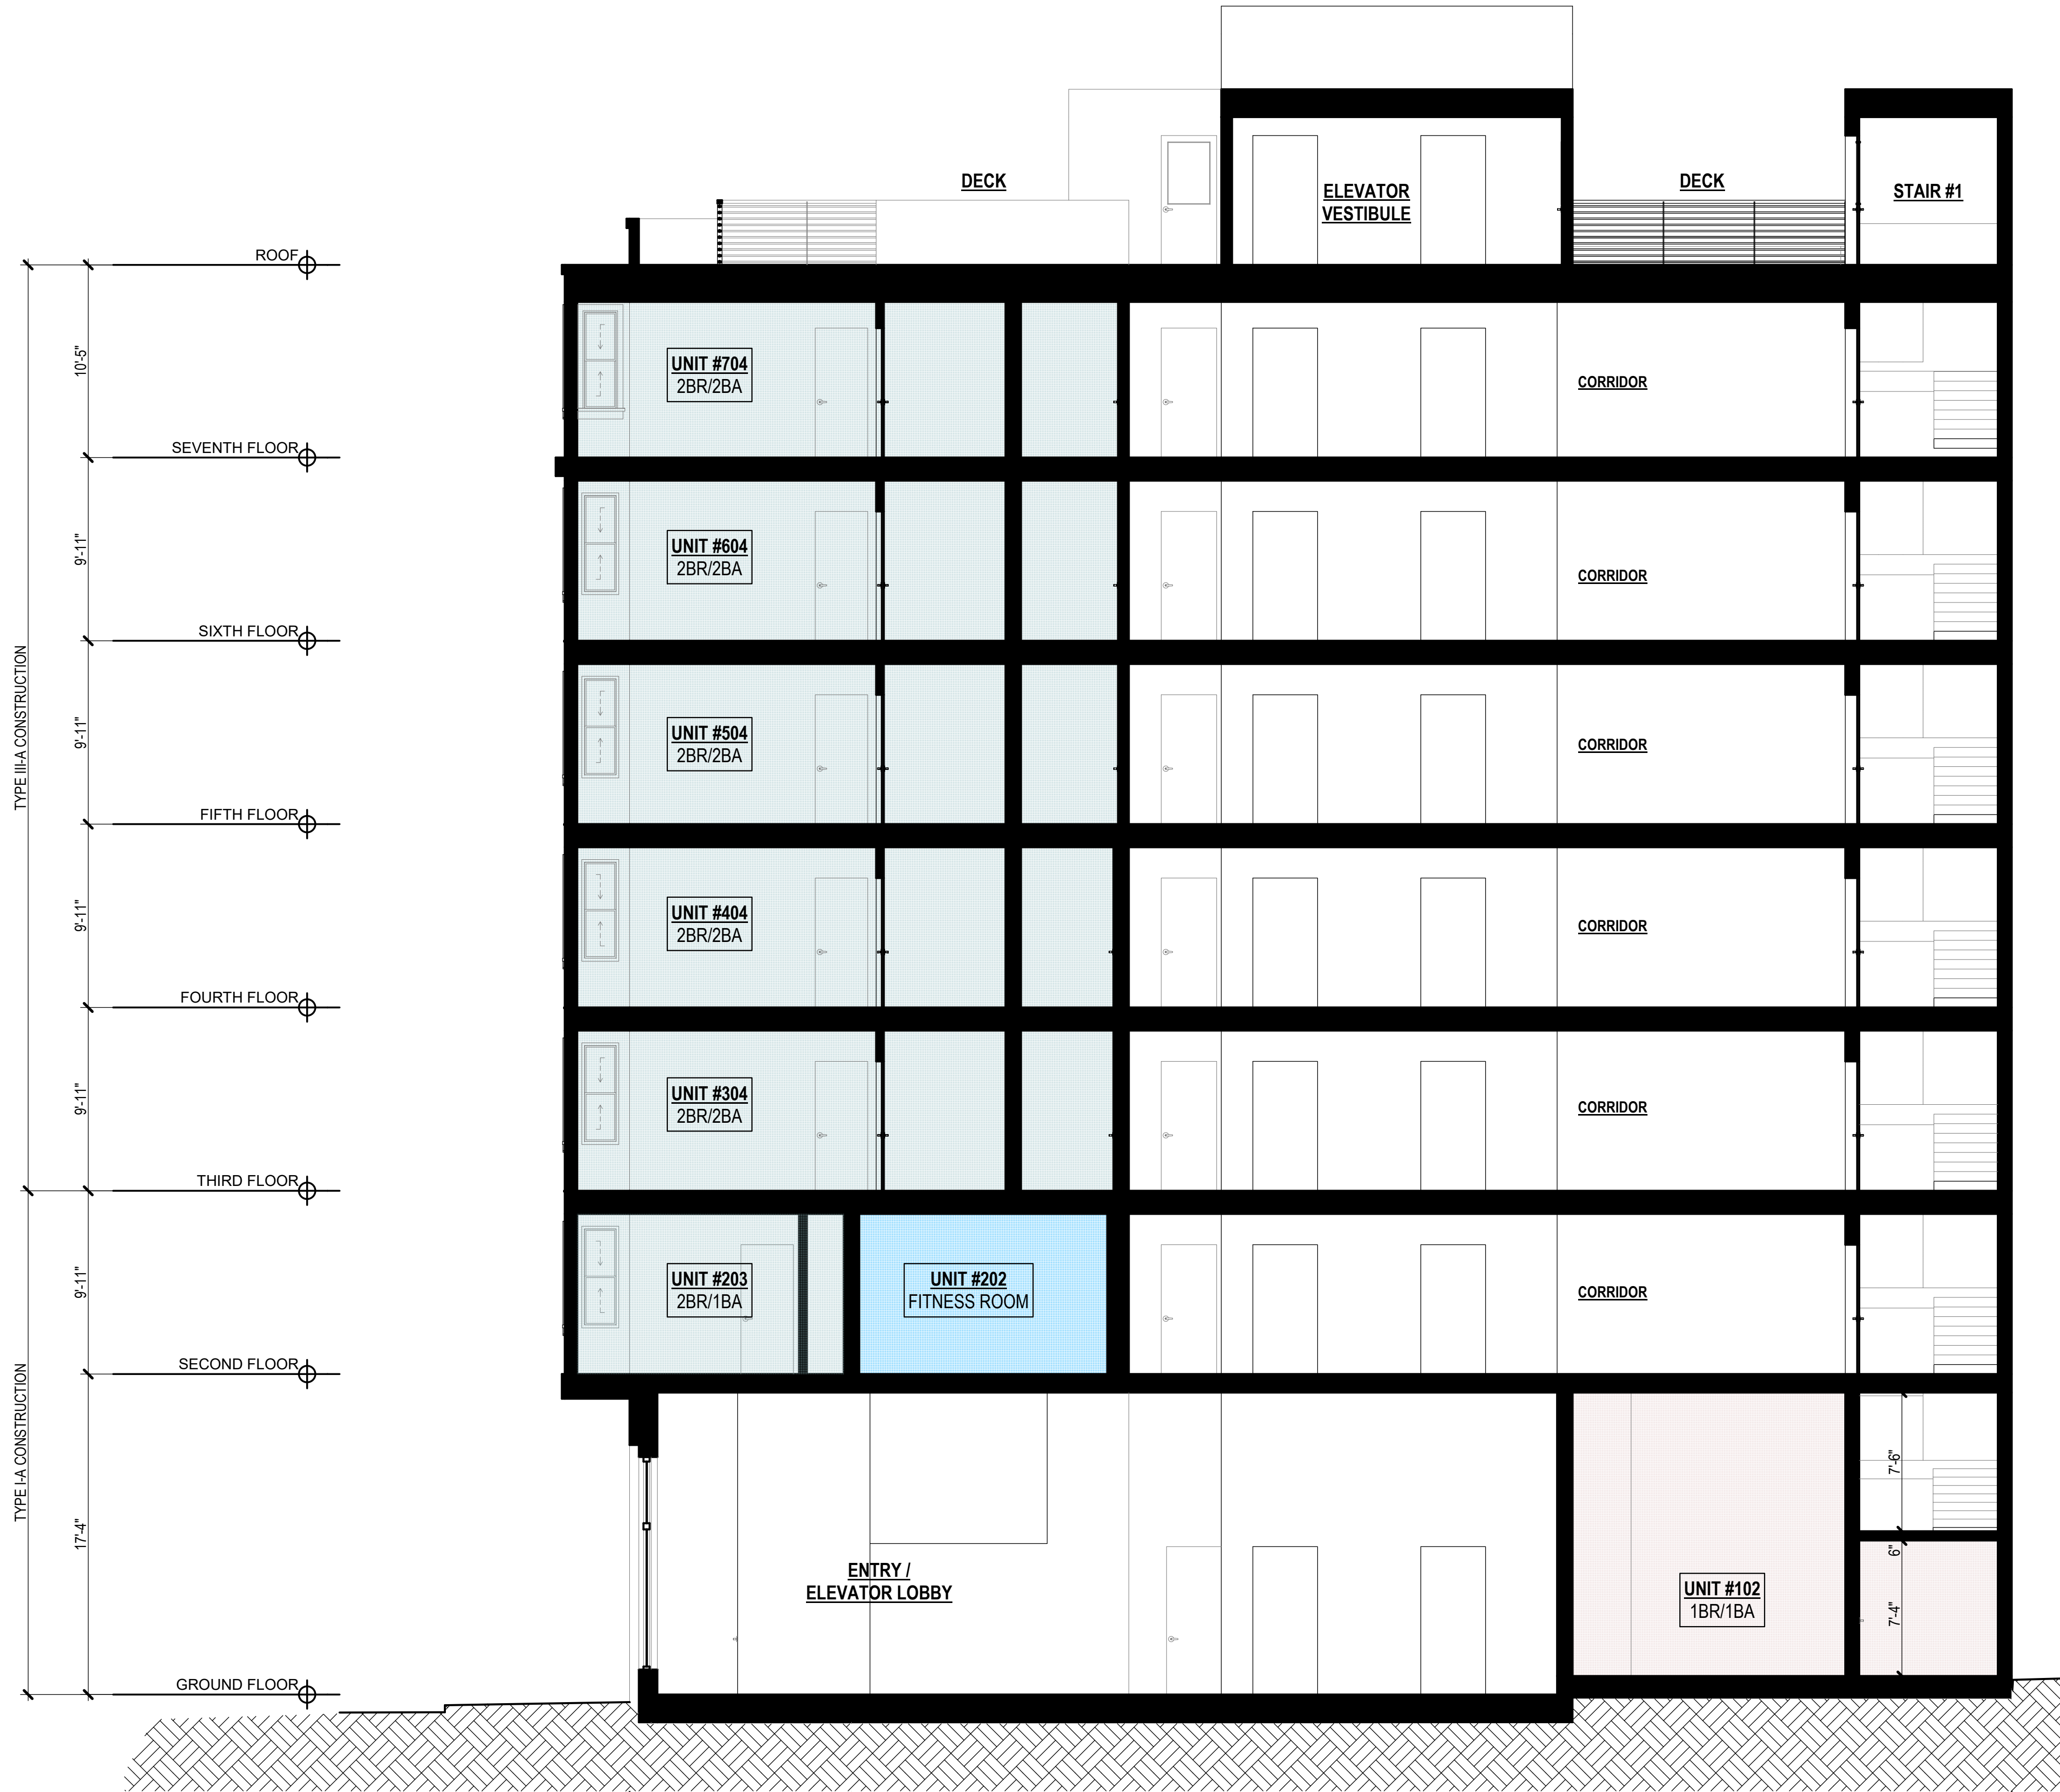 DECK
ELEVATOR
VESTIBULE
DECK
STAIR #1
ROOF
10'-5"
UNIT #704
2BR/2BA
CORRIDOR
SEVENTH FLOOR
9'-11"
UNIT #604
2BR/2BA
CORRIDOR
SIXTH FLOOR
TYPE III-A CONSTRUCTION
9'-11"
UNIT #504
2BR/2BA
CORRIDOR
FIFTH FLOOR
9'-11"
UNIT #404
2BR/2BA
CORRIDOR
FOURTH FLOOR
9'-11"
UNIT #304
2BR/2BA
CORRIDOR
THIRD FLOOR
9'-11"
UNIT #203
2BR/1BA
UNIT #202
FITNESS ROOM
CORRIDOR
SECOND FLOOR
TYPE I-A CONSTRUCTION
17'-4"
ENTRY /
ELEVATOR LOBBY
UNIT #102
1BR/1BA
7'-6"
6"
7'-4"
GROUND FLOOR